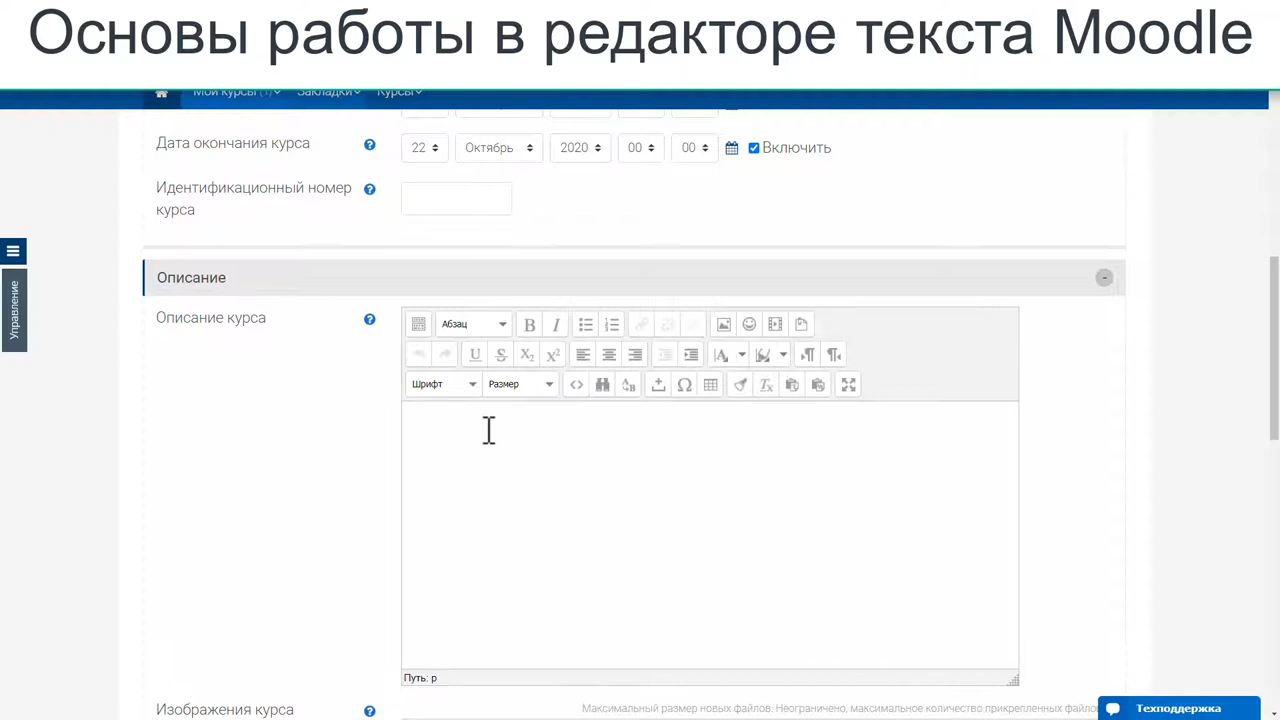 Основы работы в редакторе текста Moodle
Мои курсы (1) Закладки Курсы
Дата окончания курса 22 Октябрь 2020 00 00 Включить
Идентификационный номер
курса
Описание
Управление
Описание курса
Абзац
Шрифт Размер
Путь: p
Изображения курса
Максимальный размер новых файлов: Неограничено, максимальное количество прикрепленных файлов
Техподдержка